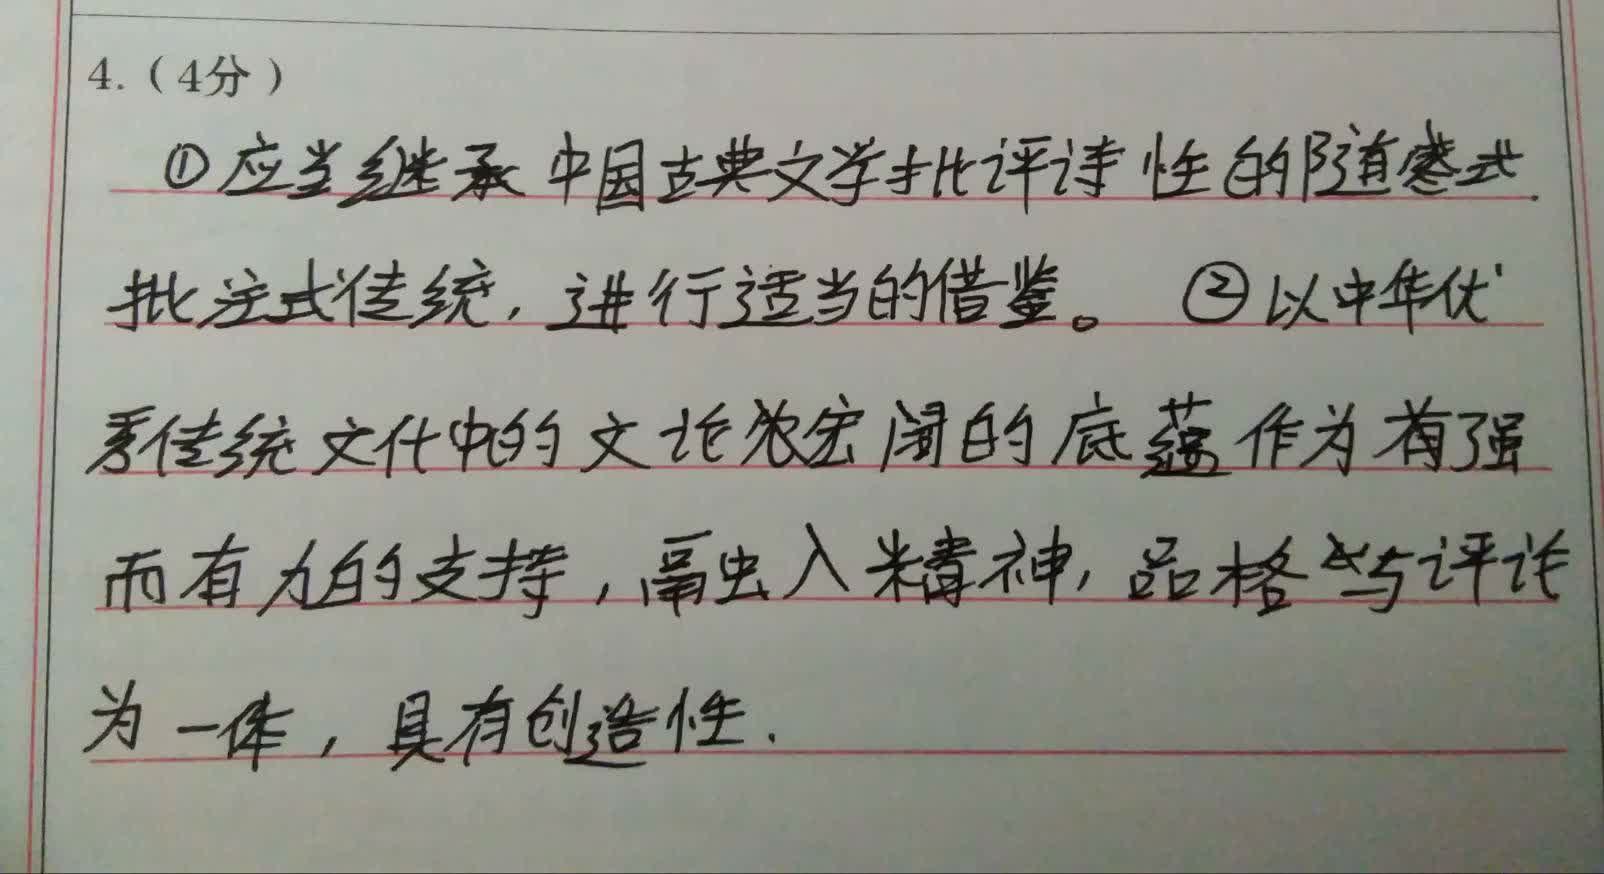 4.（4分）
①应当继承中国古典文学批评诗性的随意式.
批注式传统，进行适当的借鉴。 ②以中华优
秀传统文化中的文论宏阔的底蕴作为有强
而有力的支持，融入精神，品格与评论
为一体，具有创造性.